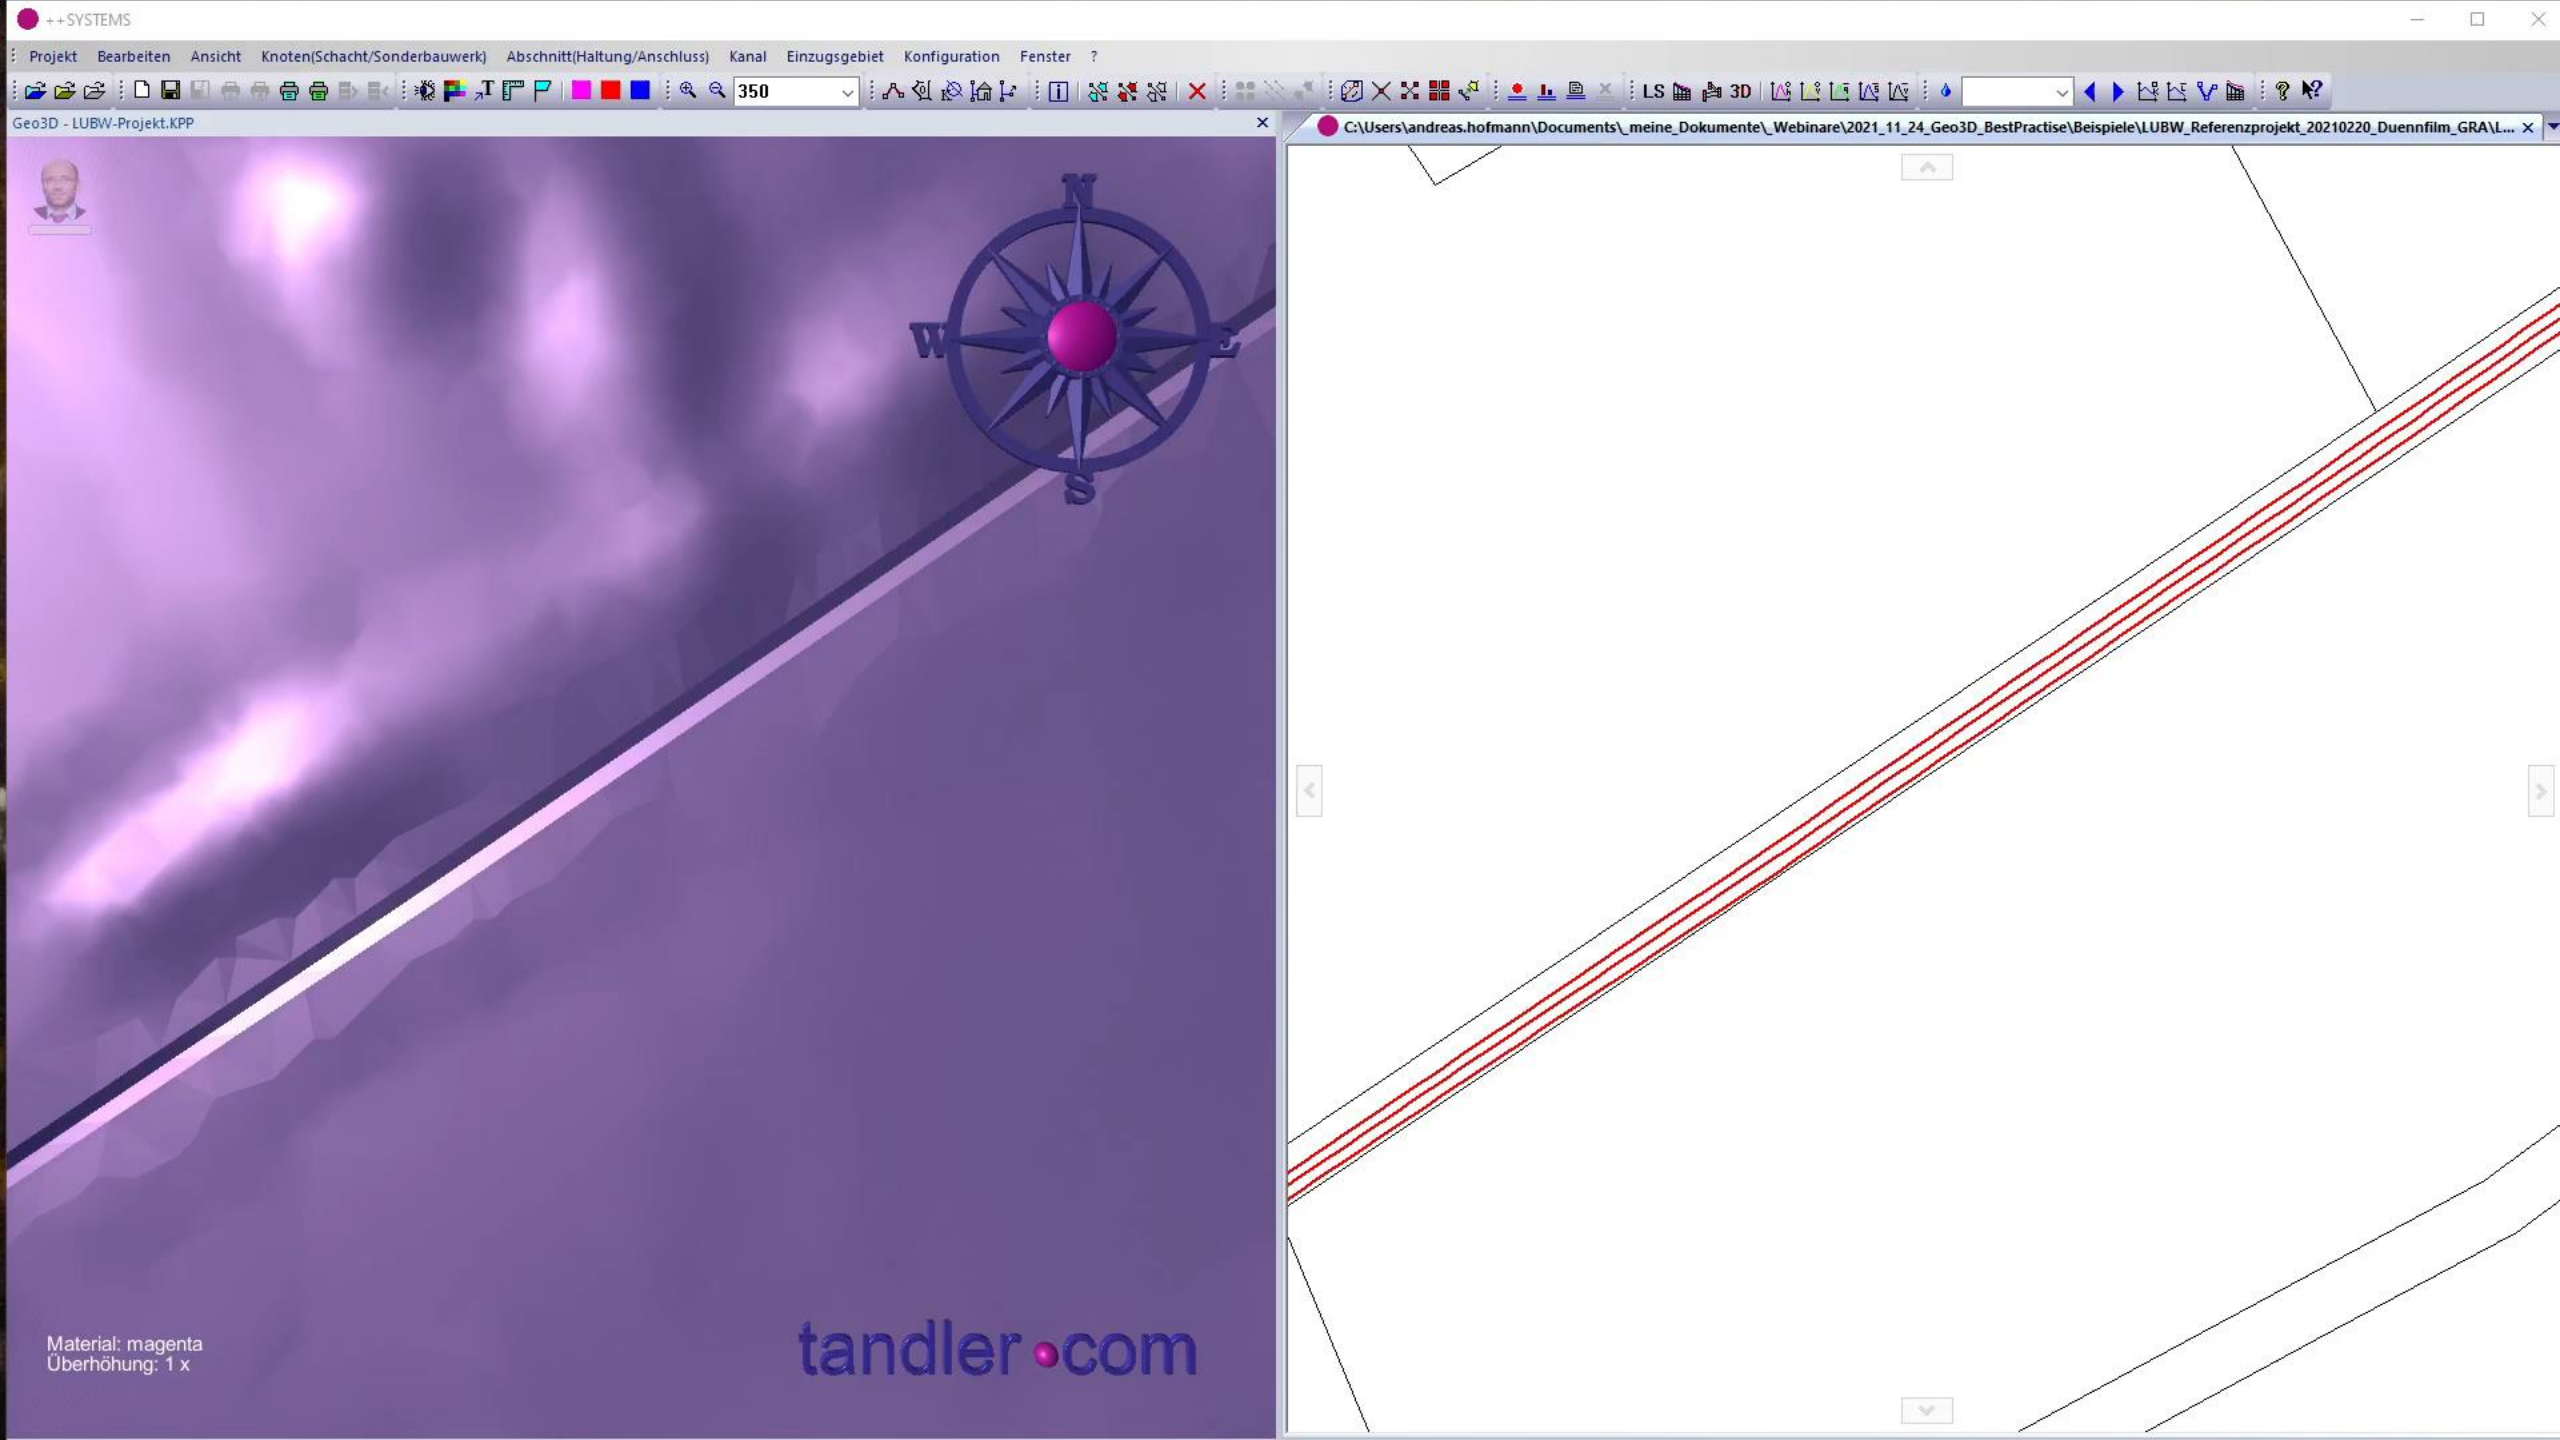 ++SYSTEMS
Projekt Bearbeiten Ansicht Knoten(Schacht/Sonderbauwerk) Abschnitt(Haltung/Anschluss) Kanal Einzugsgebiet Konfiguration Fenster ?
T 350 LS 3D
Geo3D - LUBW-Projekt.KPP
C:\Users\andreas.hofmann\Documents\_meine_Dokumente\_Webinare\2021_11_24_Geo3D_BestPractise\Beispiele\LUBW_Referenzprojekt_20210220_Duennfilm_GRA\L...
N
W E
S
Material: magenta
Überhöhung: 1 x
tandler.com